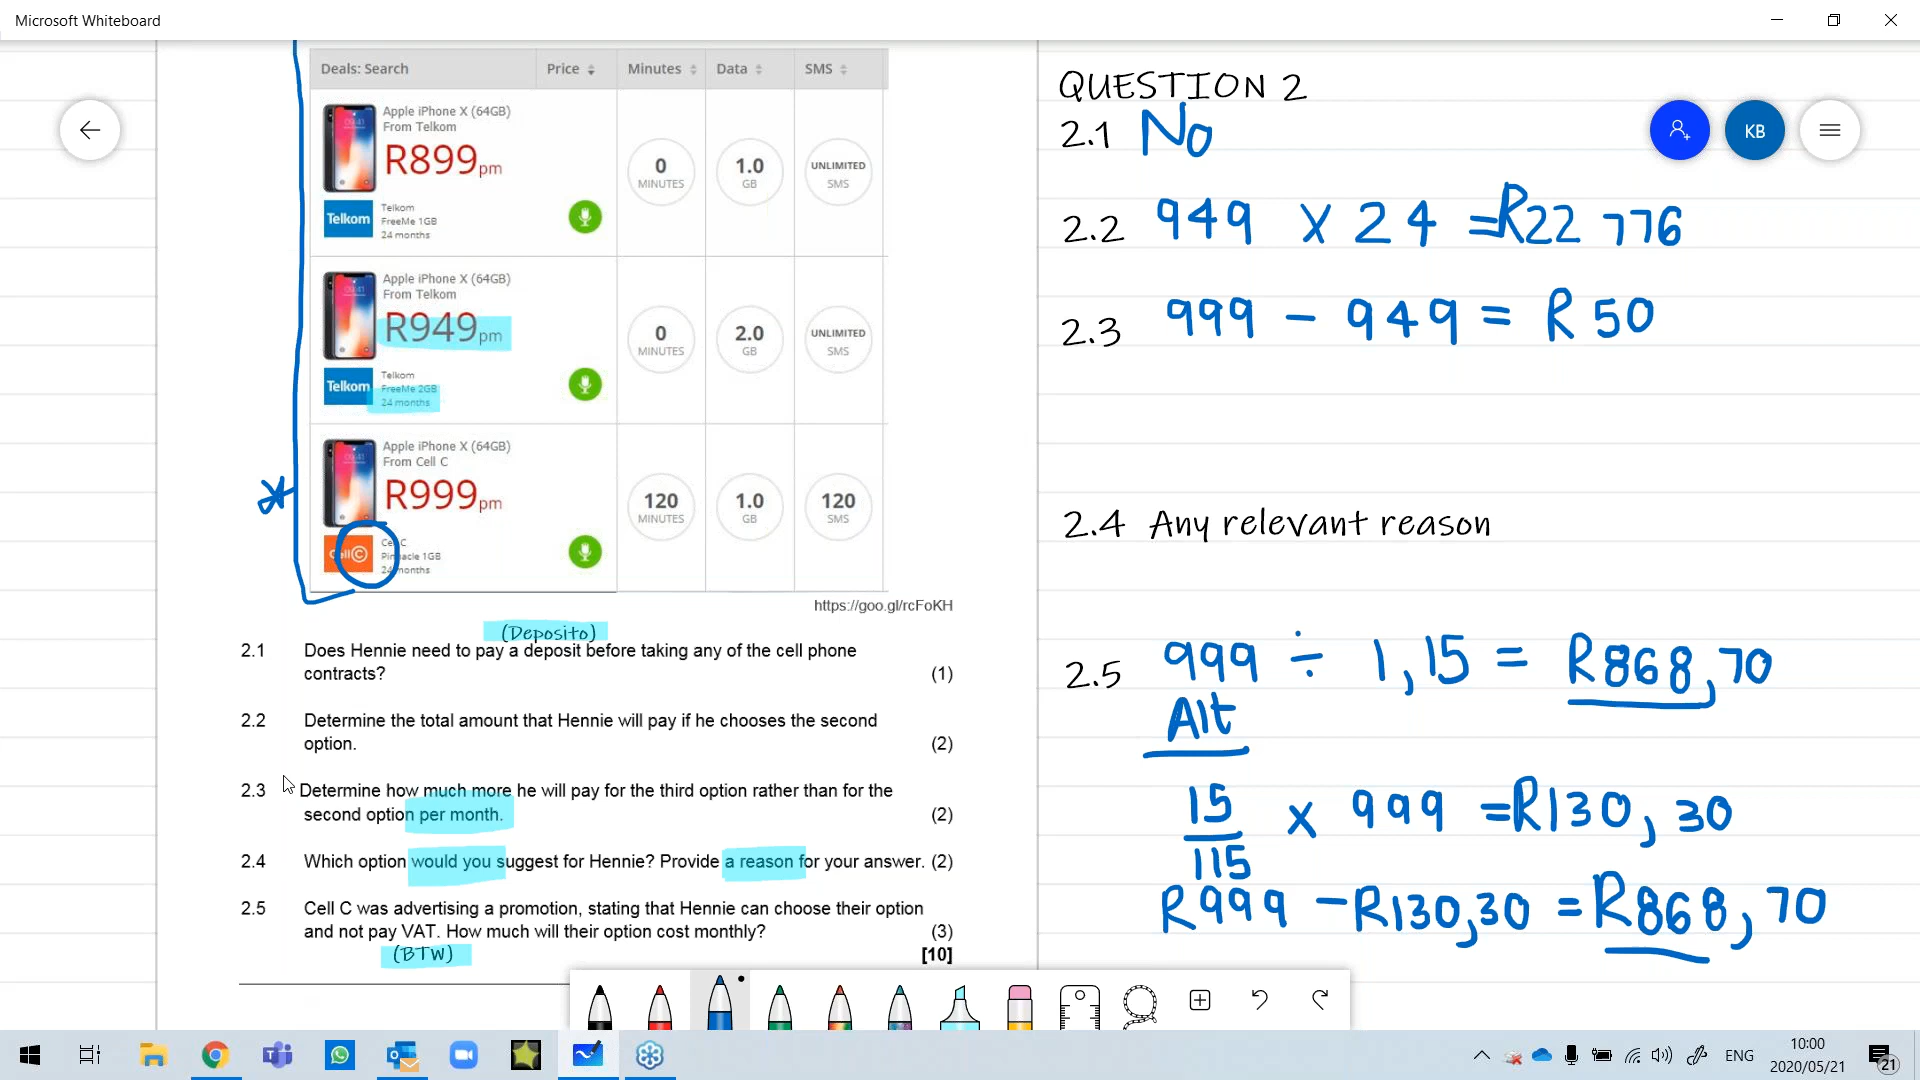 Microsoft Whiteboard
Deals: Search Price Minutes Data SMS
Apple iPhone X (64GB)
From Telkom
R899pm
0 MINUTES
1.0 GB
UNLIMITED SMS
Telkom
Telkom
FreeMe 1GB
24 months
Apple iPhone X (64GB)
From Telkom
R949pm
0 MINUTES
2.0 GB
UNLIMITED SMS
Telkom
Telkom
FreeMe 2GB
24 months
Apple iPhone X (64GB)
From Cell C
R999pm
120 MINUTES
1.0 GB
120 SMS
Cell C
Pinnacle 1GB
24 months
https://goo.gl/rcFoKH
(Deposito)
2.1 Does Hennie need to pay a deposit before taking any of the cell phone
contracts? (1)
2.2 Determine the total amount that Hennie will pay if he chooses the second
option. (2)
2.3 Determine how much more he will pay for the third option rather than for the
second option per month. (2)
2.4 Which option would you suggest for Hennie? Provide a reason for your answer. (2)
2.5 Cell C was advertising a promotion, stating that Hennie can choose their option
and not pay VAT. How much will their option cost monthly? (3)
(BTW) [10]
QUESTION 2
2.1 No
KB
2.2 949 x 24 = R22 776
2.3 999 - 949 = R50
2.4 Any relevant reason
2.5 999 ÷ 1,15 = R868,70
Alt
15/115 x 999 = R130,30
R999 - R130,30 = R868,70
ENG
10:00
2020/05/21
21